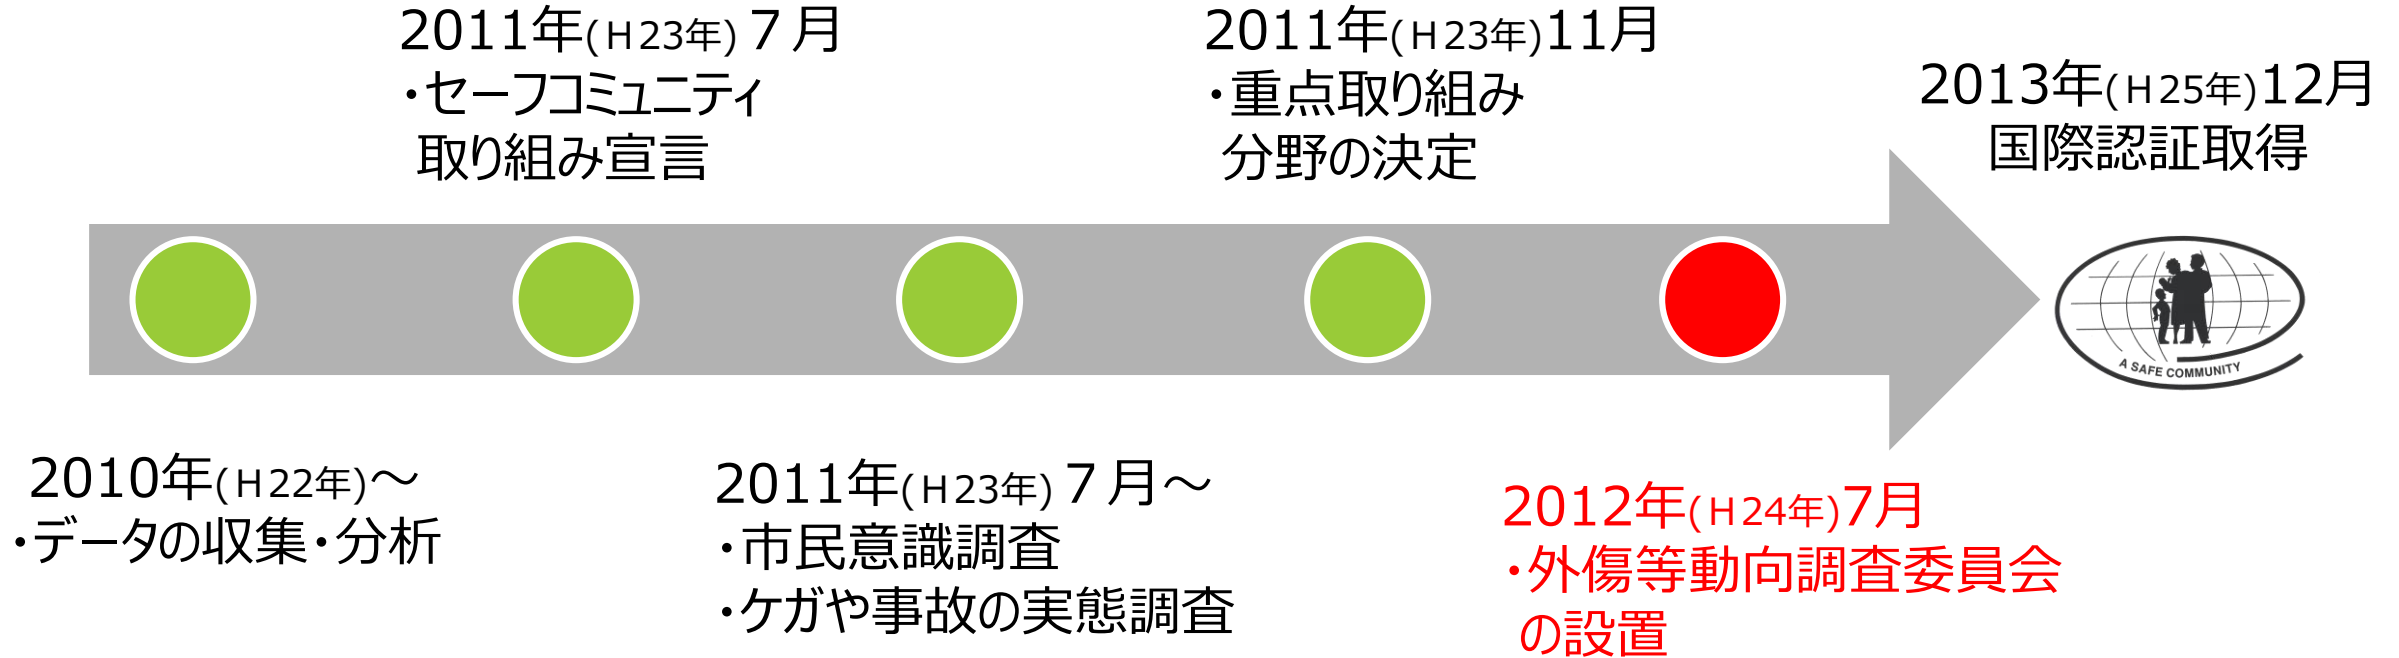 2011年(H23年)7月
・セーフコミュニティ
取り組み宣言
2011年(H23年)11月
・重点取り組み
分野の決定
2013年(H25年)12月
国際認証取得
A SAFE COMMUNITY
2010年(H22年)～
・データの収集・分析
2011年(H23年)7月～
・市民意識調査
・ケガや事故の実態調査
2012年(H24年)7月
・外傷等動向調査委員会
の設置